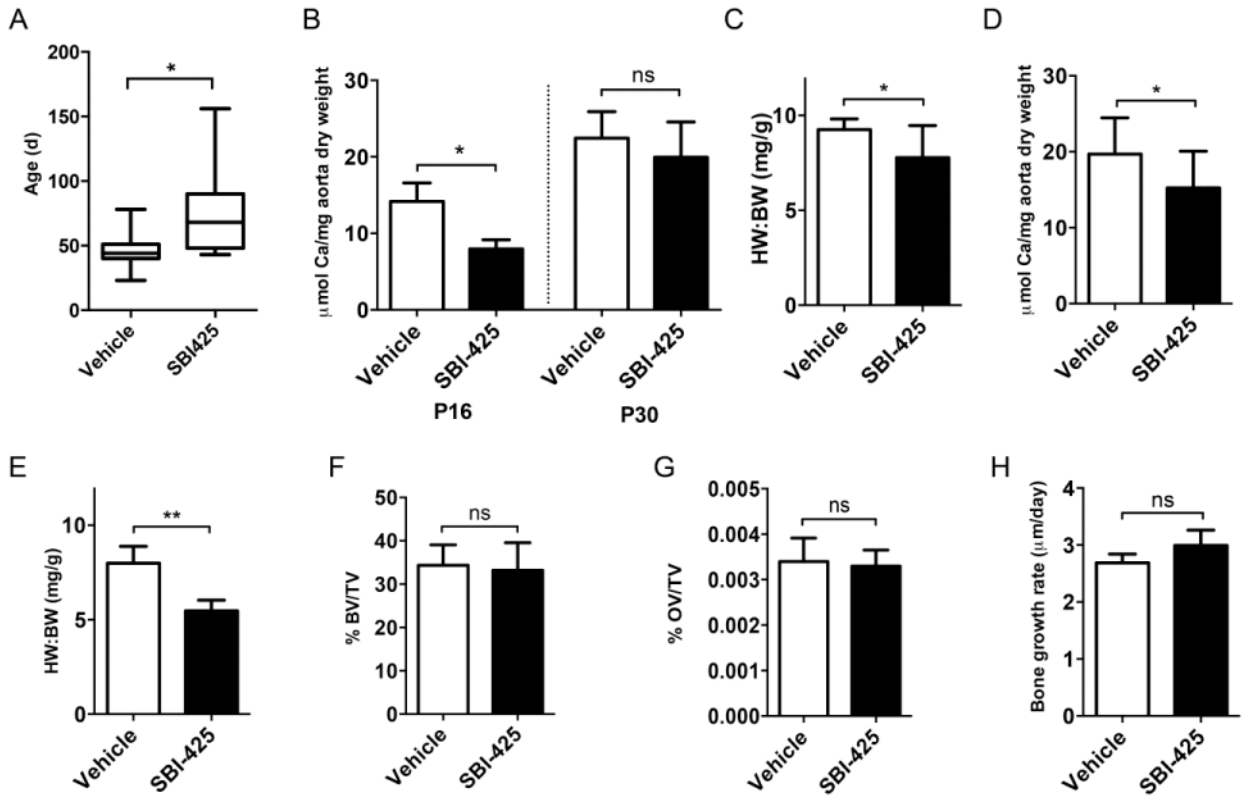 A
Age (d)
200
150
100
50
0
*
Vehicle
SBI425
B
μmol Ca/mg aorta dry weight
30
20
10
0
*
ns
Vehicle
SBI-425
Vehicle
SBI-425
P16
P30
C
HW:BW (mg/g)
10
5
0
*
Vehicle
SBI-425
D
μmol Ca/mg aorta dry weight
30
20
10
0
*
Vehicle
SBI-425
E
HW:BW (mg/g)
10
5
0
**
Vehicle
SBI-425
F
% BV/TV
50
40
30
20
10
0
ns
Vehicle
SBI-425
G
% OV/TV
0.005
0.004
0.003
0.002
0.001
0.000
ns
Vehicle
SBI-425
H
Bone growth rate (μm/day)
4
3
2
1
0
ns
Vehicle
SBI-425